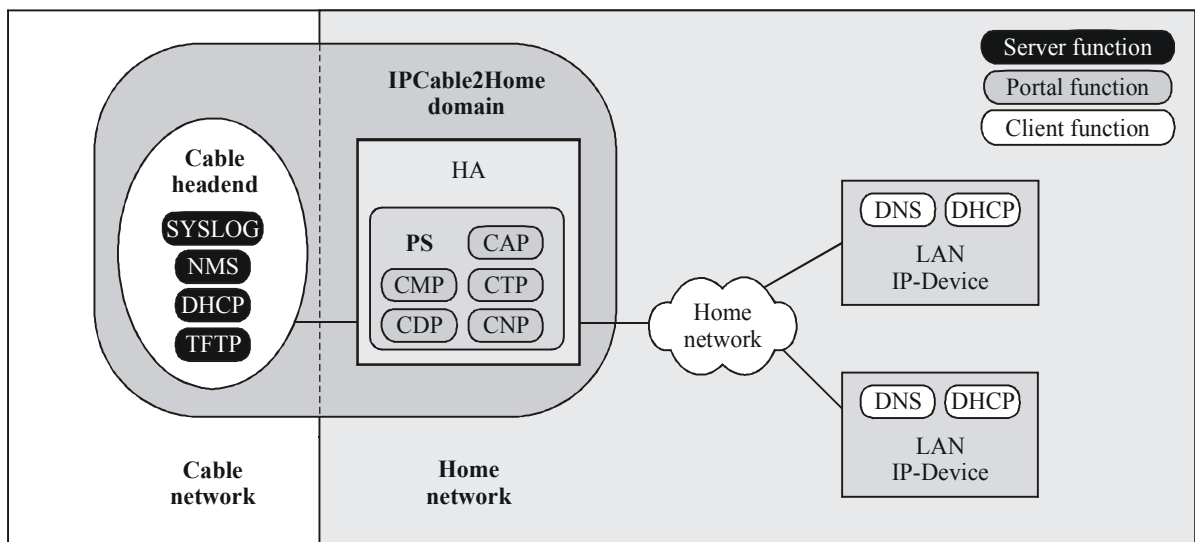 Server function
Portal function
Client function
IPCable2Home
domain
Cable
headend
SYSLOG
NMS
DHCP
TFTP
HA
PS
CAP
CMP
CTP
CDP
CNP
Home
network
DNS
DHCP
LAN
IP-Device
DNS
DHCP
LAN
IP-Device
Cable
network
Home
network